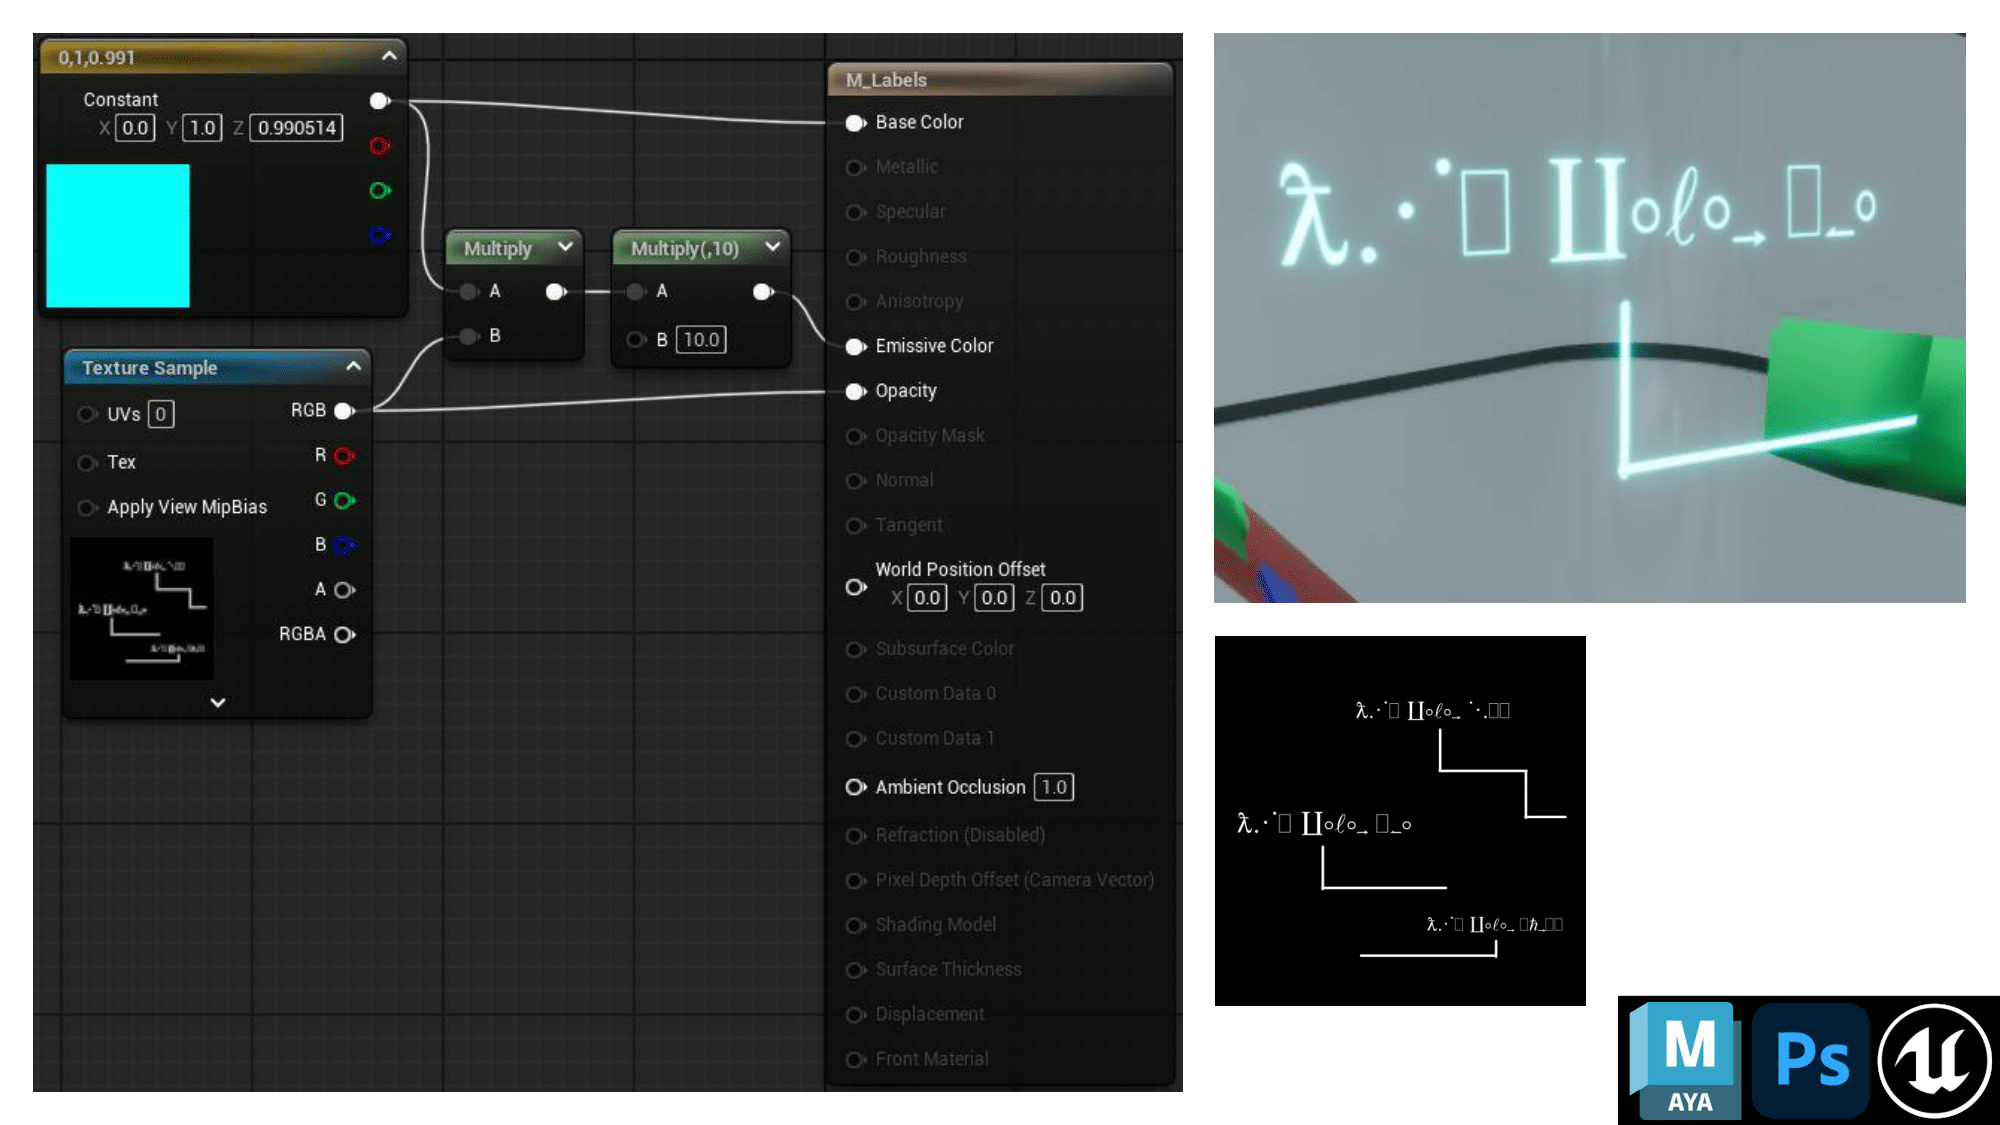 0,1,0.991
Constant
X 0.0 Y 1.0 Z 0.990514
Texture Sample
UVs 0
Tex
Apply View MipBias
RGB
R
G
B
A
RGBA
Multiply
A
B
Multiply(,10)
A
B 10.0
M_Labels
Base Color
Metallic
Specular
Roughness
Anisotropy
Emissive Color
Opacity
Opacity Mask
Normal
Tangent
World Position Offset
X 0.0 Y 0.0 Z 0.0
Subsurface Color
Custom Data 0
Custom Data 1
Ambient Occlusion 1.0
Refraction (Disabled)
Pixel Depth Offset (Camera Vector)
Shading Model
Surface Thickness
Displacement
Front Material
M
AYA
Ps